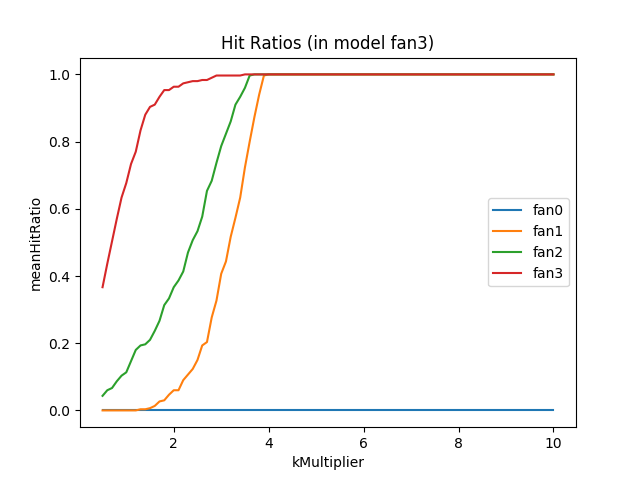 Hit Ratios (in model fan3)
meanHitRatio
1.0
0.8
0.6
0.4
0.2
0.0
fan0
fan1
fan2
fan3
2
4
6
8
10
kMultiplier